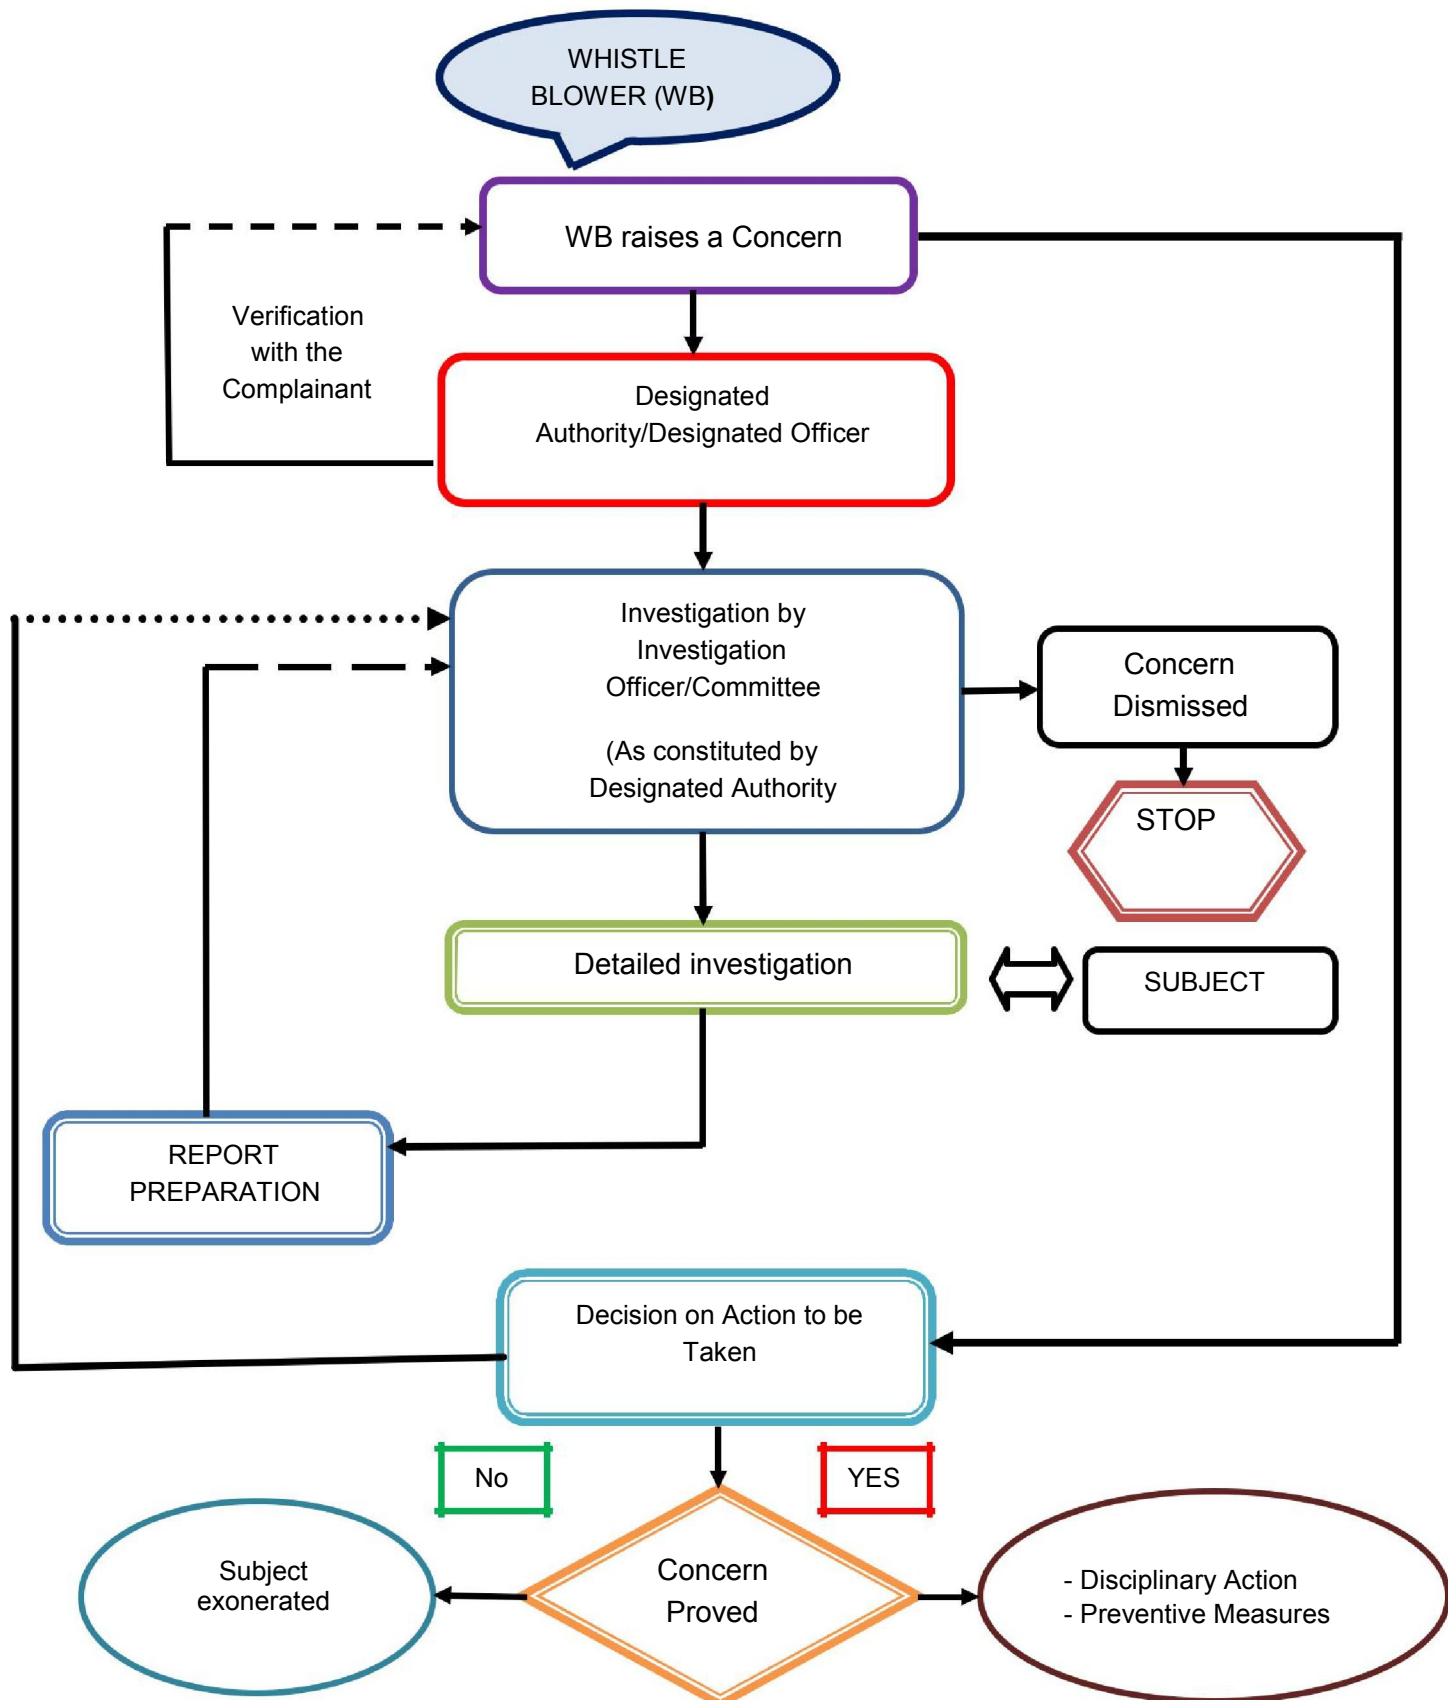 WHISTLE
BLOWER (WB)
WB raises a Concern
Verification
with the
Complainant
Designated
Authority/Designated Officer
Investigation by
Investigation
Officer/Committee
(As constituted by
Designated Authority
Concern
Dismissed
STOP
Detailed investigation
SUBJECT
REPORT
PREPARATION
Decision on Action to be
Taken
No
YES
Subject
exonerated
Concern
Proved
- Disciplinary Action
- Preventive Measures